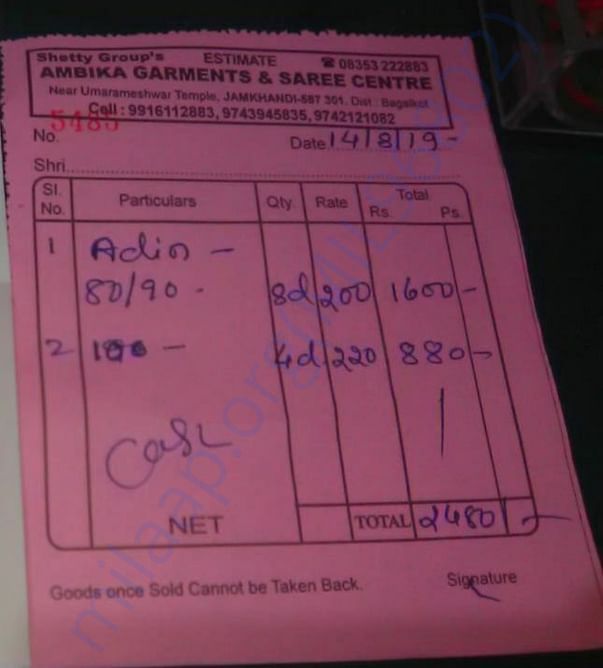 Shetty Group's ESTIMATE ☎ 08353 222883
AMBIKA GARMENTS & SAREE CENTRE
Near Umarameshwar Temple, JAMKHANDI-587 301. Dist : Bagalkot
Cell : 9916112883, 9743945835, 9742121082
No. 5485 Date 14/8/19-
Shri
Sl. No. Particulars Qty. Rate Total Rs. Ps.
1 Adin -
80/90 - 8d 200 1600-
2 - 4d 220 880-
Cash
NET TOTAL 2480/-
Goods once Sold Cannot be Taken Back. Signature
milaap.org